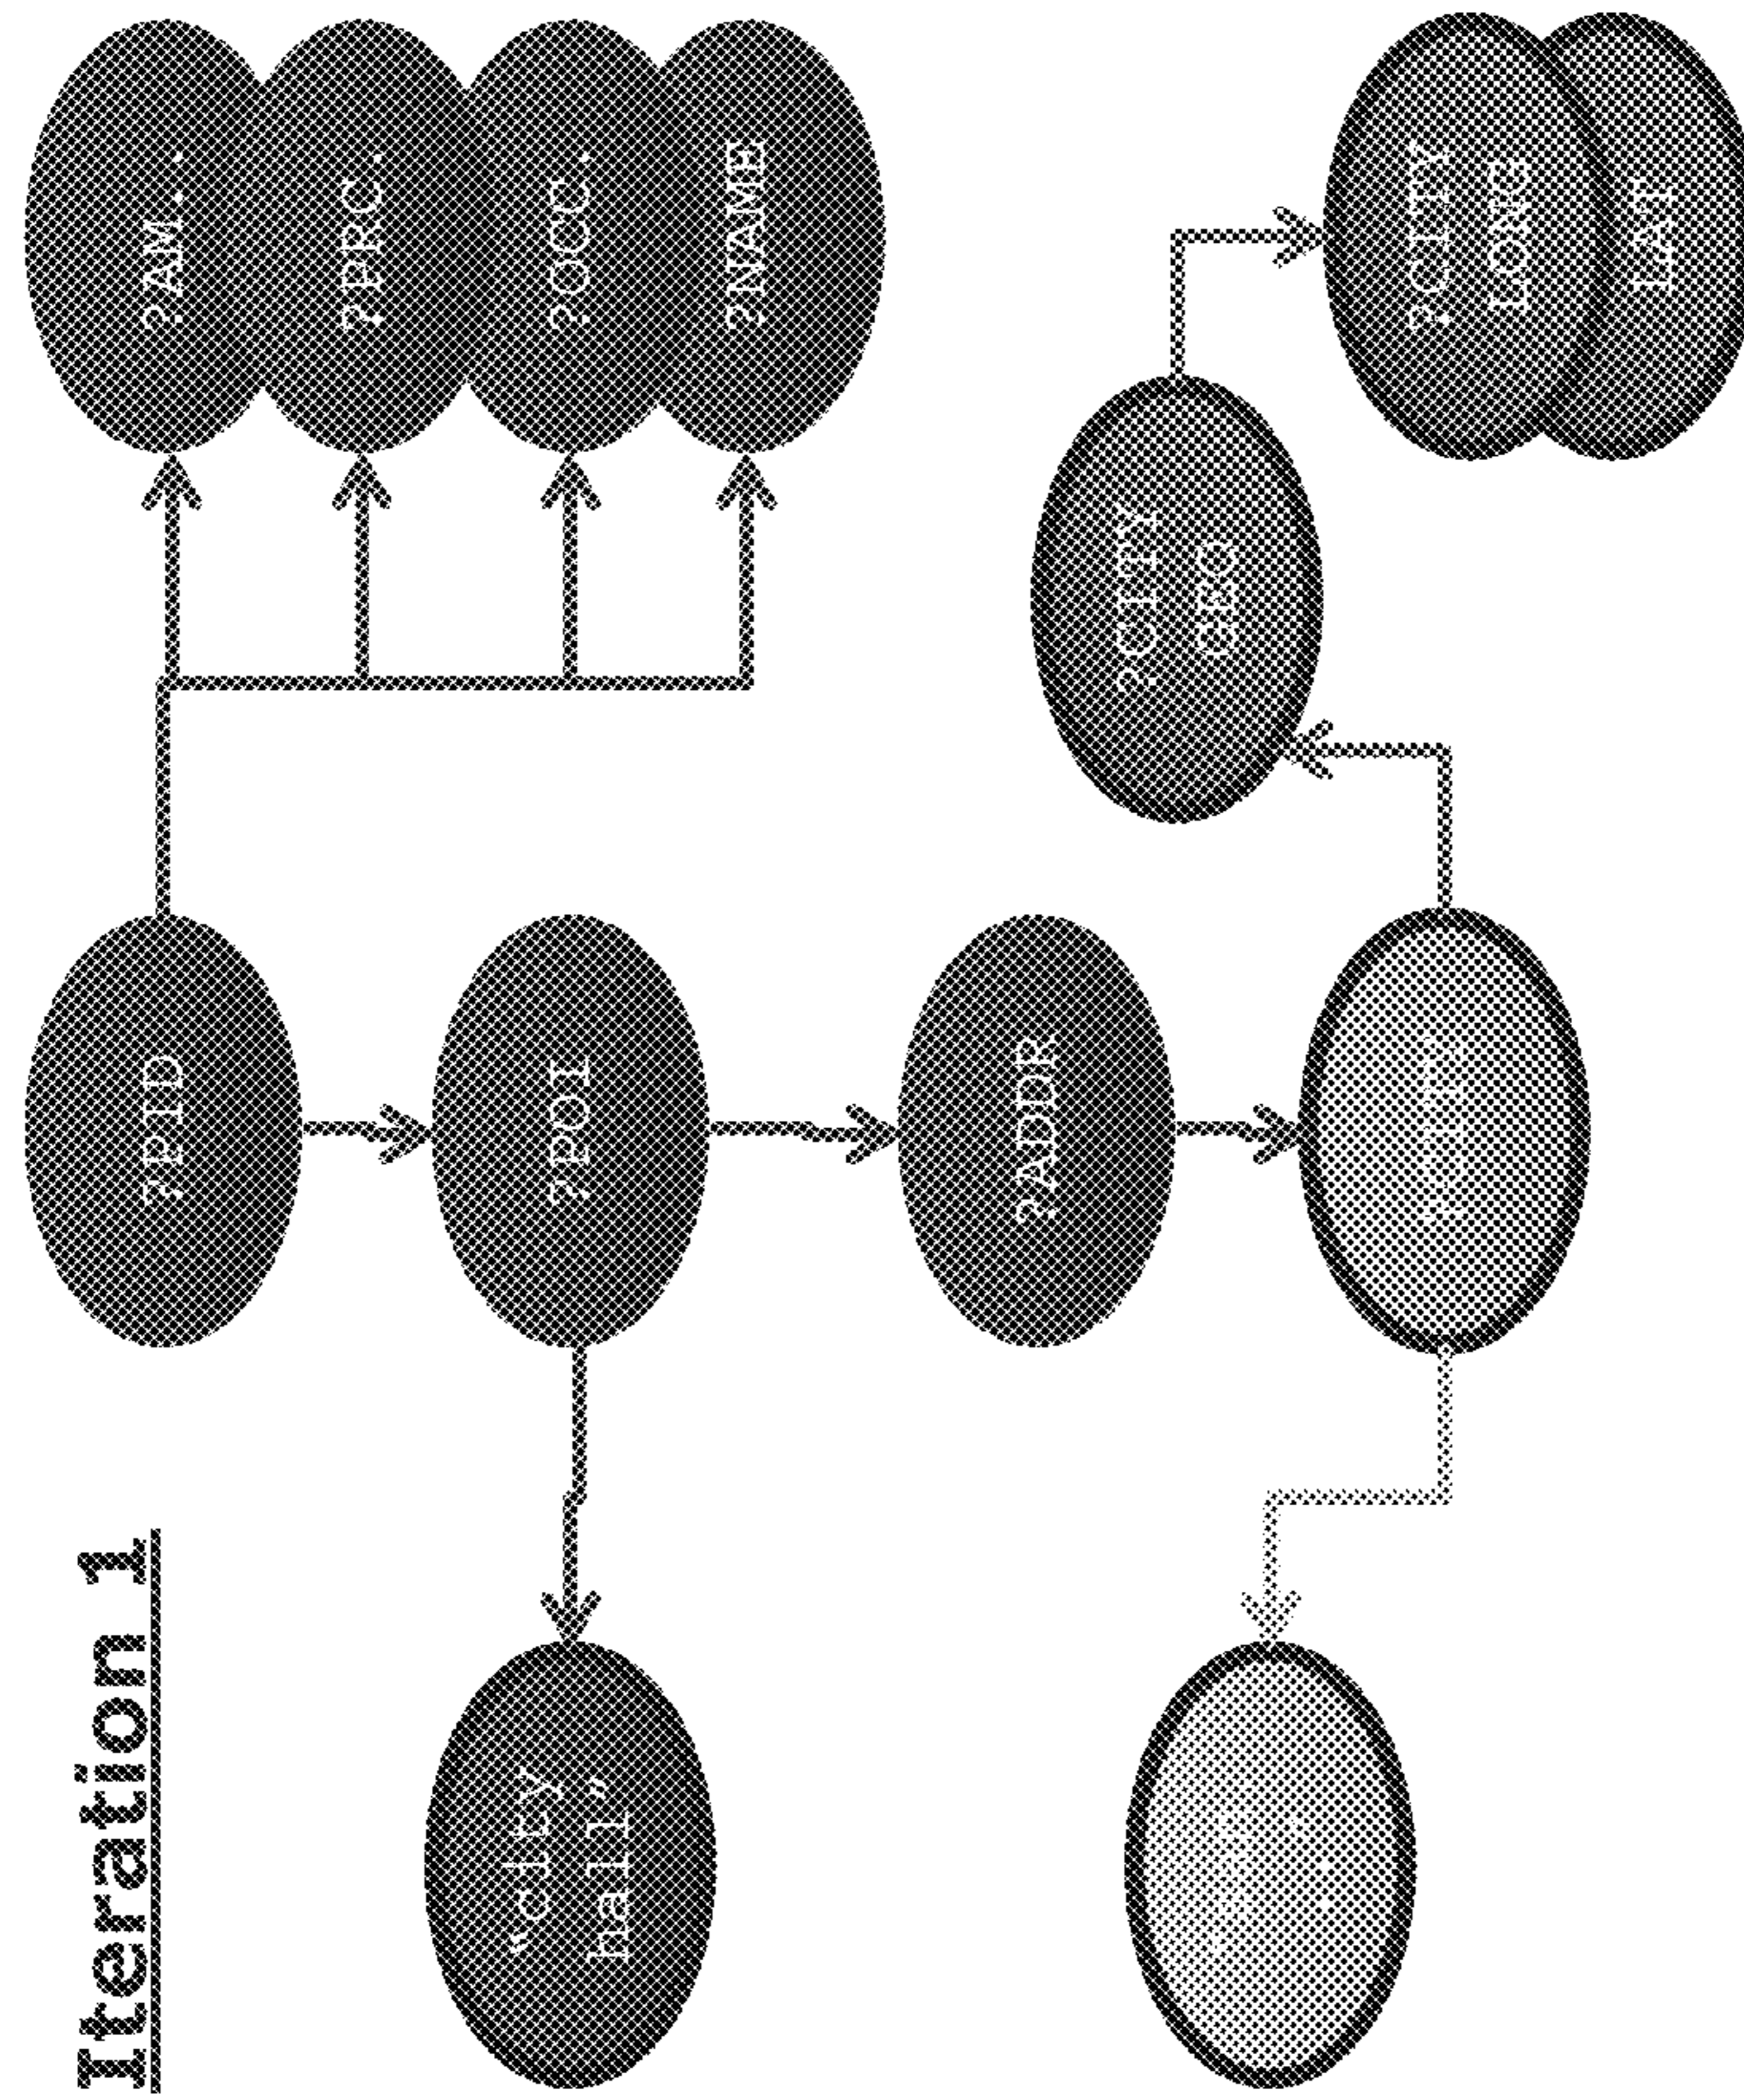 Iteration 1
?PID
?AM..
?PRC.
?OCC.
?NAME
"city
hall"
?POI
?ADDR
?CITY
GEO
?CITY
LONG
LAT